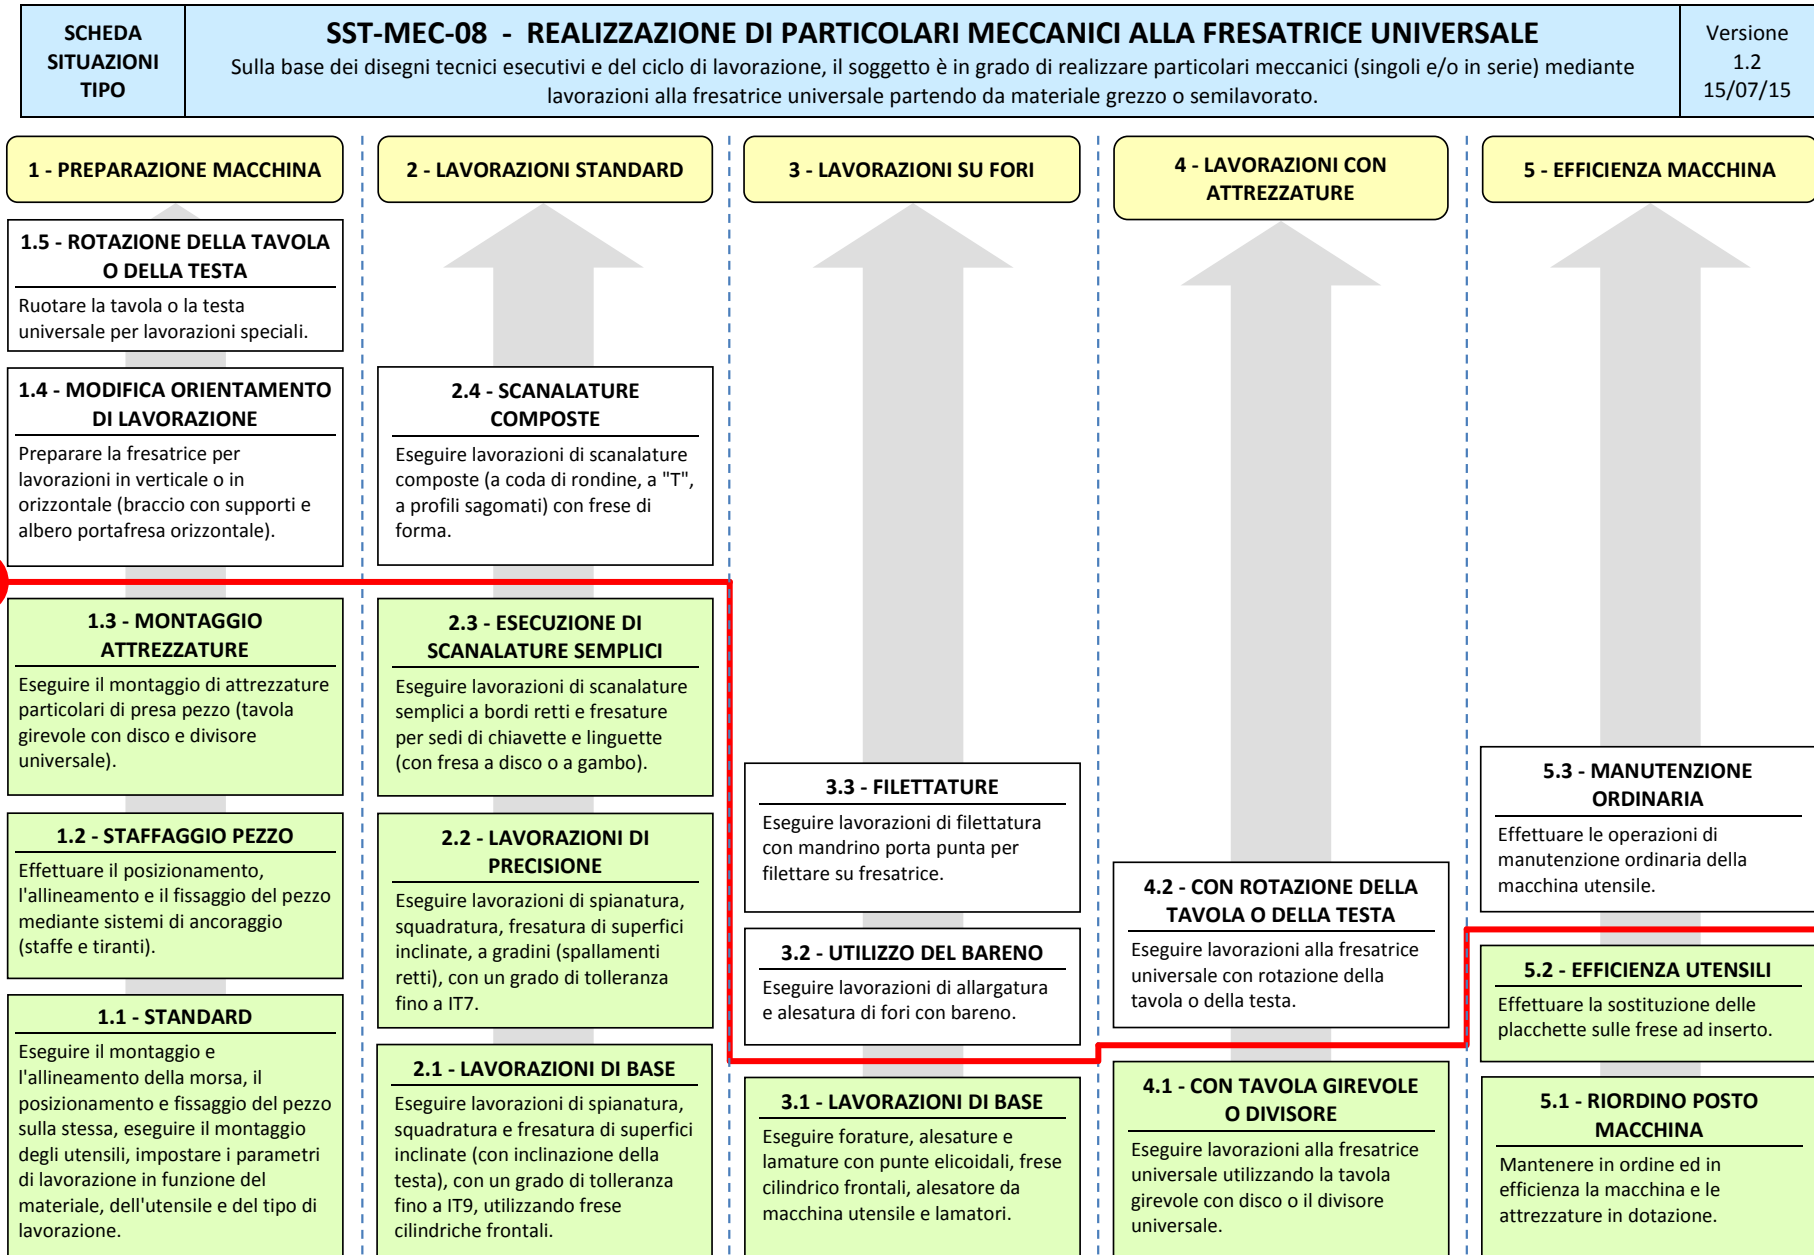 SCHEDA
SITUAZIONI
TIPO
SST-MEC-08 - REALIZZAZIONE DI PARTICOLARI MECCANICI ALLA FRESATRICE UNIVERSALE
Sulla base dei disegni tecnici esecutivi e del ciclo di lavorazione, il soggetto è in grado di realizzare particolari meccanici (singoli e/o in serie) mediante
lavorazioni alla fresatrice universale partendo da materiale grezzo o semilavorato.
Versione
1.2
15/07/15
1 - PREPARAZIONE MACCHINA
1.5 - ROTAZIONE DELLA TAVOLA
O DELLA TESTA
Ruotare la tavola o la testa
universale per lavorazioni speciali.
1.4 - MODIFICA ORIENTAMENTO
DI LAVORAZIONE
Preparare la fresatrice per
lavorazioni in verticale o in
orizzontale (braccio con supporti e
albero portafresa orizzontale).
1.3 - MONTAGGIO
ATTREZZATURE
Eseguire il montaggio di attrezzature
particolari di presa pezzo (tavola
girevole con disco e divisore
universale).
1.2 - STAFFAGGIO PEZZO
Effettuare il posizionamento,
l'allineamento e il fissaggio del pezzo
mediante sistemi di ancoraggio
(staffe e tiranti).
1.1 - STANDARD
Eseguire il montaggio e
l'allineamento della morsa, il
posizionamento e fissaggio del pezzo
sulla stessa, eseguire il montaggio
degli utensili, impostare i parametri
di lavorazione in funzione del
materiale, dell'utensile e del tipo di
lavorazione.
2 - LAVORAZIONI STANDARD
2.4 - SCANALATURE
COMPOSTE
Eseguire lavorazioni di scanalature
composte (a coda di rondine, a "T",
a profili sagomati) con frese di
forma.
2.3 - ESECUZIONE DI
SCANALATURE SEMPLICI
Eseguire lavorazioni di scanalature
semplici a bordi retti e fresature
per sedi di chiavette e linguette
(con fresa a disco o a gambo).
2.2 - LAVORAZIONI DI
PRECISIONE
Eseguire lavorazioni di spianatura,
squadratura, fresatura di superfici
inclinate, a gradini (spallamenti
retti), con un grado di tolleranza
fino a IT7.
2.1 - LAVORAZIONI DI BASE
Eseguire lavorazioni di spianatura,
squadratura e fresatura di superfici
inclinate (con inclinazione della
testa), con un grado di tolleranza
fino a IT9, utilizzando frese
cilindriche frontali.
3 - LAVORAZIONI SU FORI
3.3 - FILETTATURE
Eseguire lavorazioni di filettatura
con mandrino porta punta per
filettare su fresatrice.
3.2 - UTILIZZO DEL BARENO
Eseguire lavorazioni di allargatura
e alesatura di fori con bareno.
3.1 - LAVORAZIONI DI BASE
Eseguire forature, alesature e
lamature con punte elicoidali, frese
cilindrico frontali, alesatore da
macchina utensile e lamatori.
4 - LAVORAZIONI CON
ATTREZZATURE
4.2 - CON ROTAZIONE DELLA
TAVOLA O DELLA TESTA
Eseguire lavorazioni alla fresatrice
universale con rotazione della
tavola o della testa.
4.1 - CON TAVOLA GIREVOLE
O DIVISORE
Eseguire lavorazioni alla fresatrice
universale utilizzando la tavola
girevole con disco o il divisore
universale.
5 - EFFICIENZA MACCHINA
5.3 - MANUTENZIONE
ORDINARIA
Effettuare le operazioni di
manutenzione ordinaria della
macchina utensile.
5.2 - EFFICIENZA UTENSILI
Effettuare la sostituzione delle
placchette sulle frese ad inserto.
5.1 - RIORDINO POSTO
MACCHINA
Mantenere in ordine ed in
efficienza la macchina e le
attrezzature in dotazione.